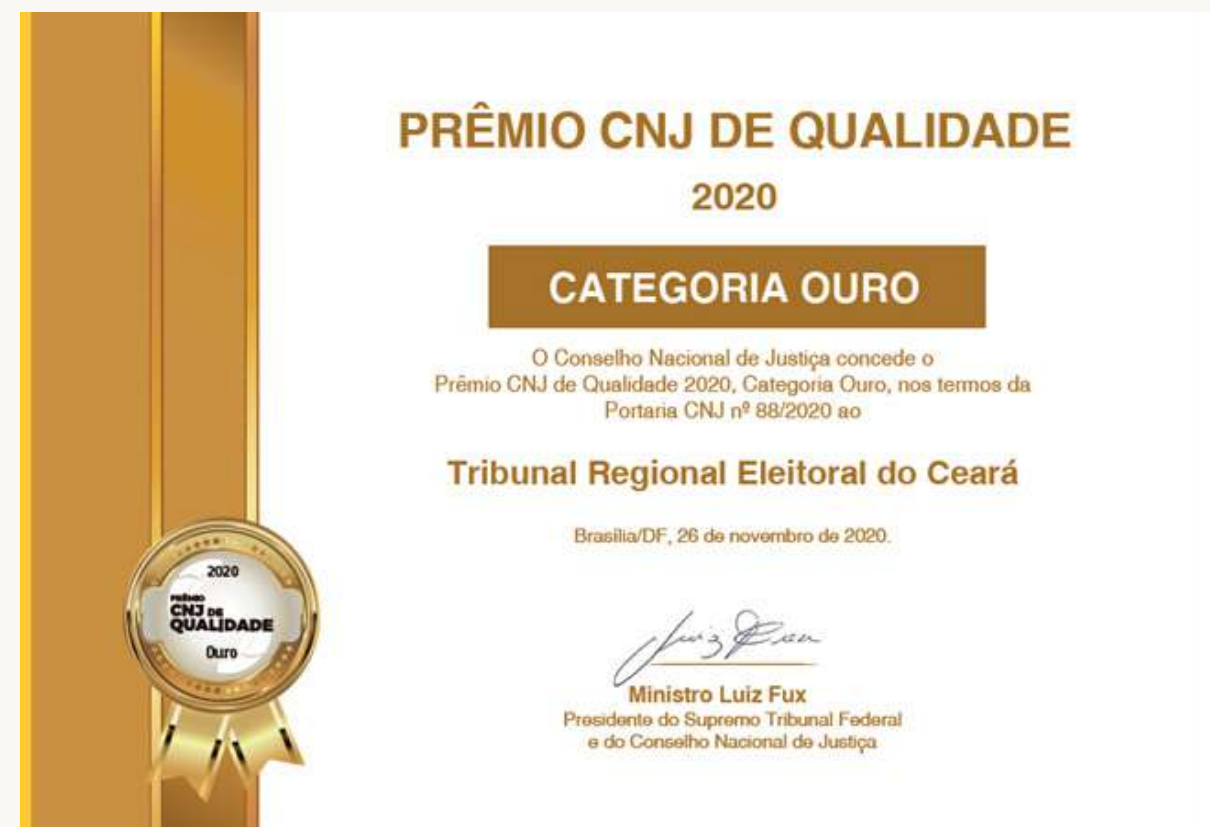 PRÊMIO CNJ DE QUALIDADE
2020
CATEGORIA OURO
O Conselho Nacional de Justiça concede o
Prêmio CNJ de Qualidade 2020, Categoria Ouro, nos termos da
Portaria CNJ nº 88/2020 ao
Tribunal Regional Eleitoral do Ceará
Brasília/DF, 26 de novembro de 2020.
2020
PRÊMIO
CNJ DE
QUALIDADE
Ouro
Luiz Fux
Ministro Luiz Fux
Presidente do Supremo Tribunal Federal
e do Conselho Nacional de Justiça